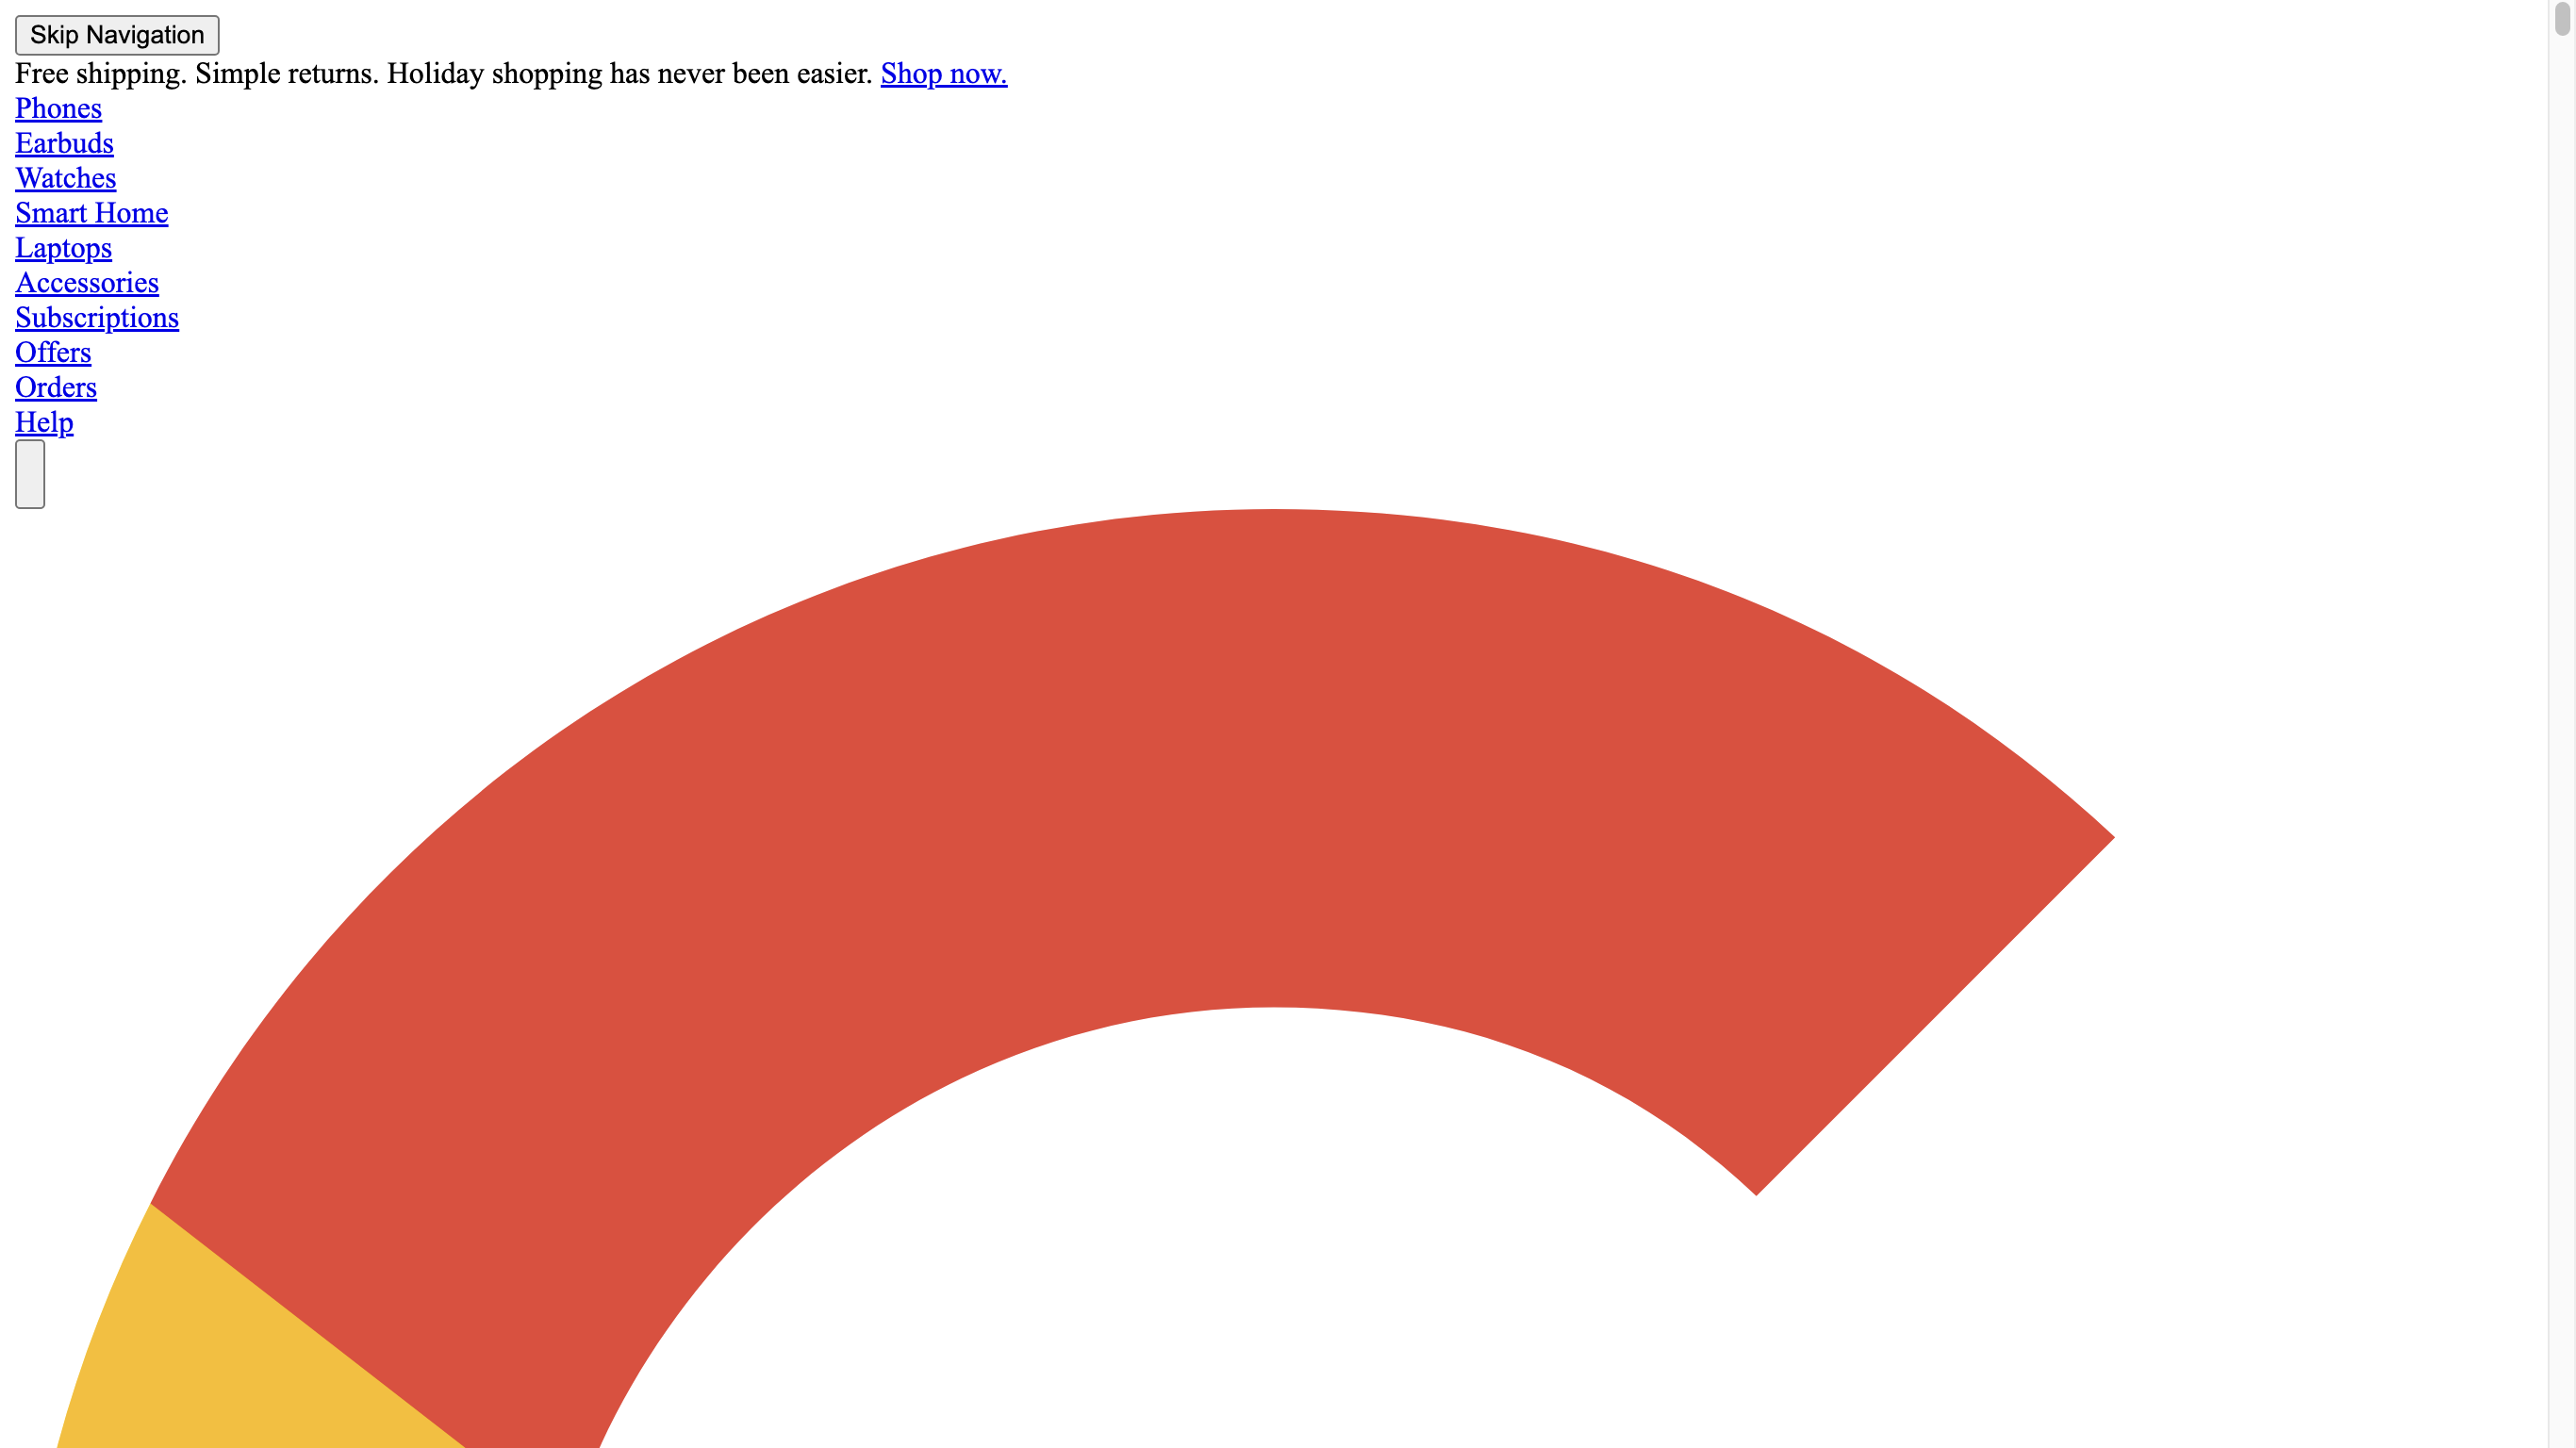 Skip Navigation
Free shipping. Simple returns. Holiday shopping has never been easier. Shop now.
Phones
Earbuds
Watches
Smart Home
Laptops
Accessories
Subscriptions
Offers
Orders
Help